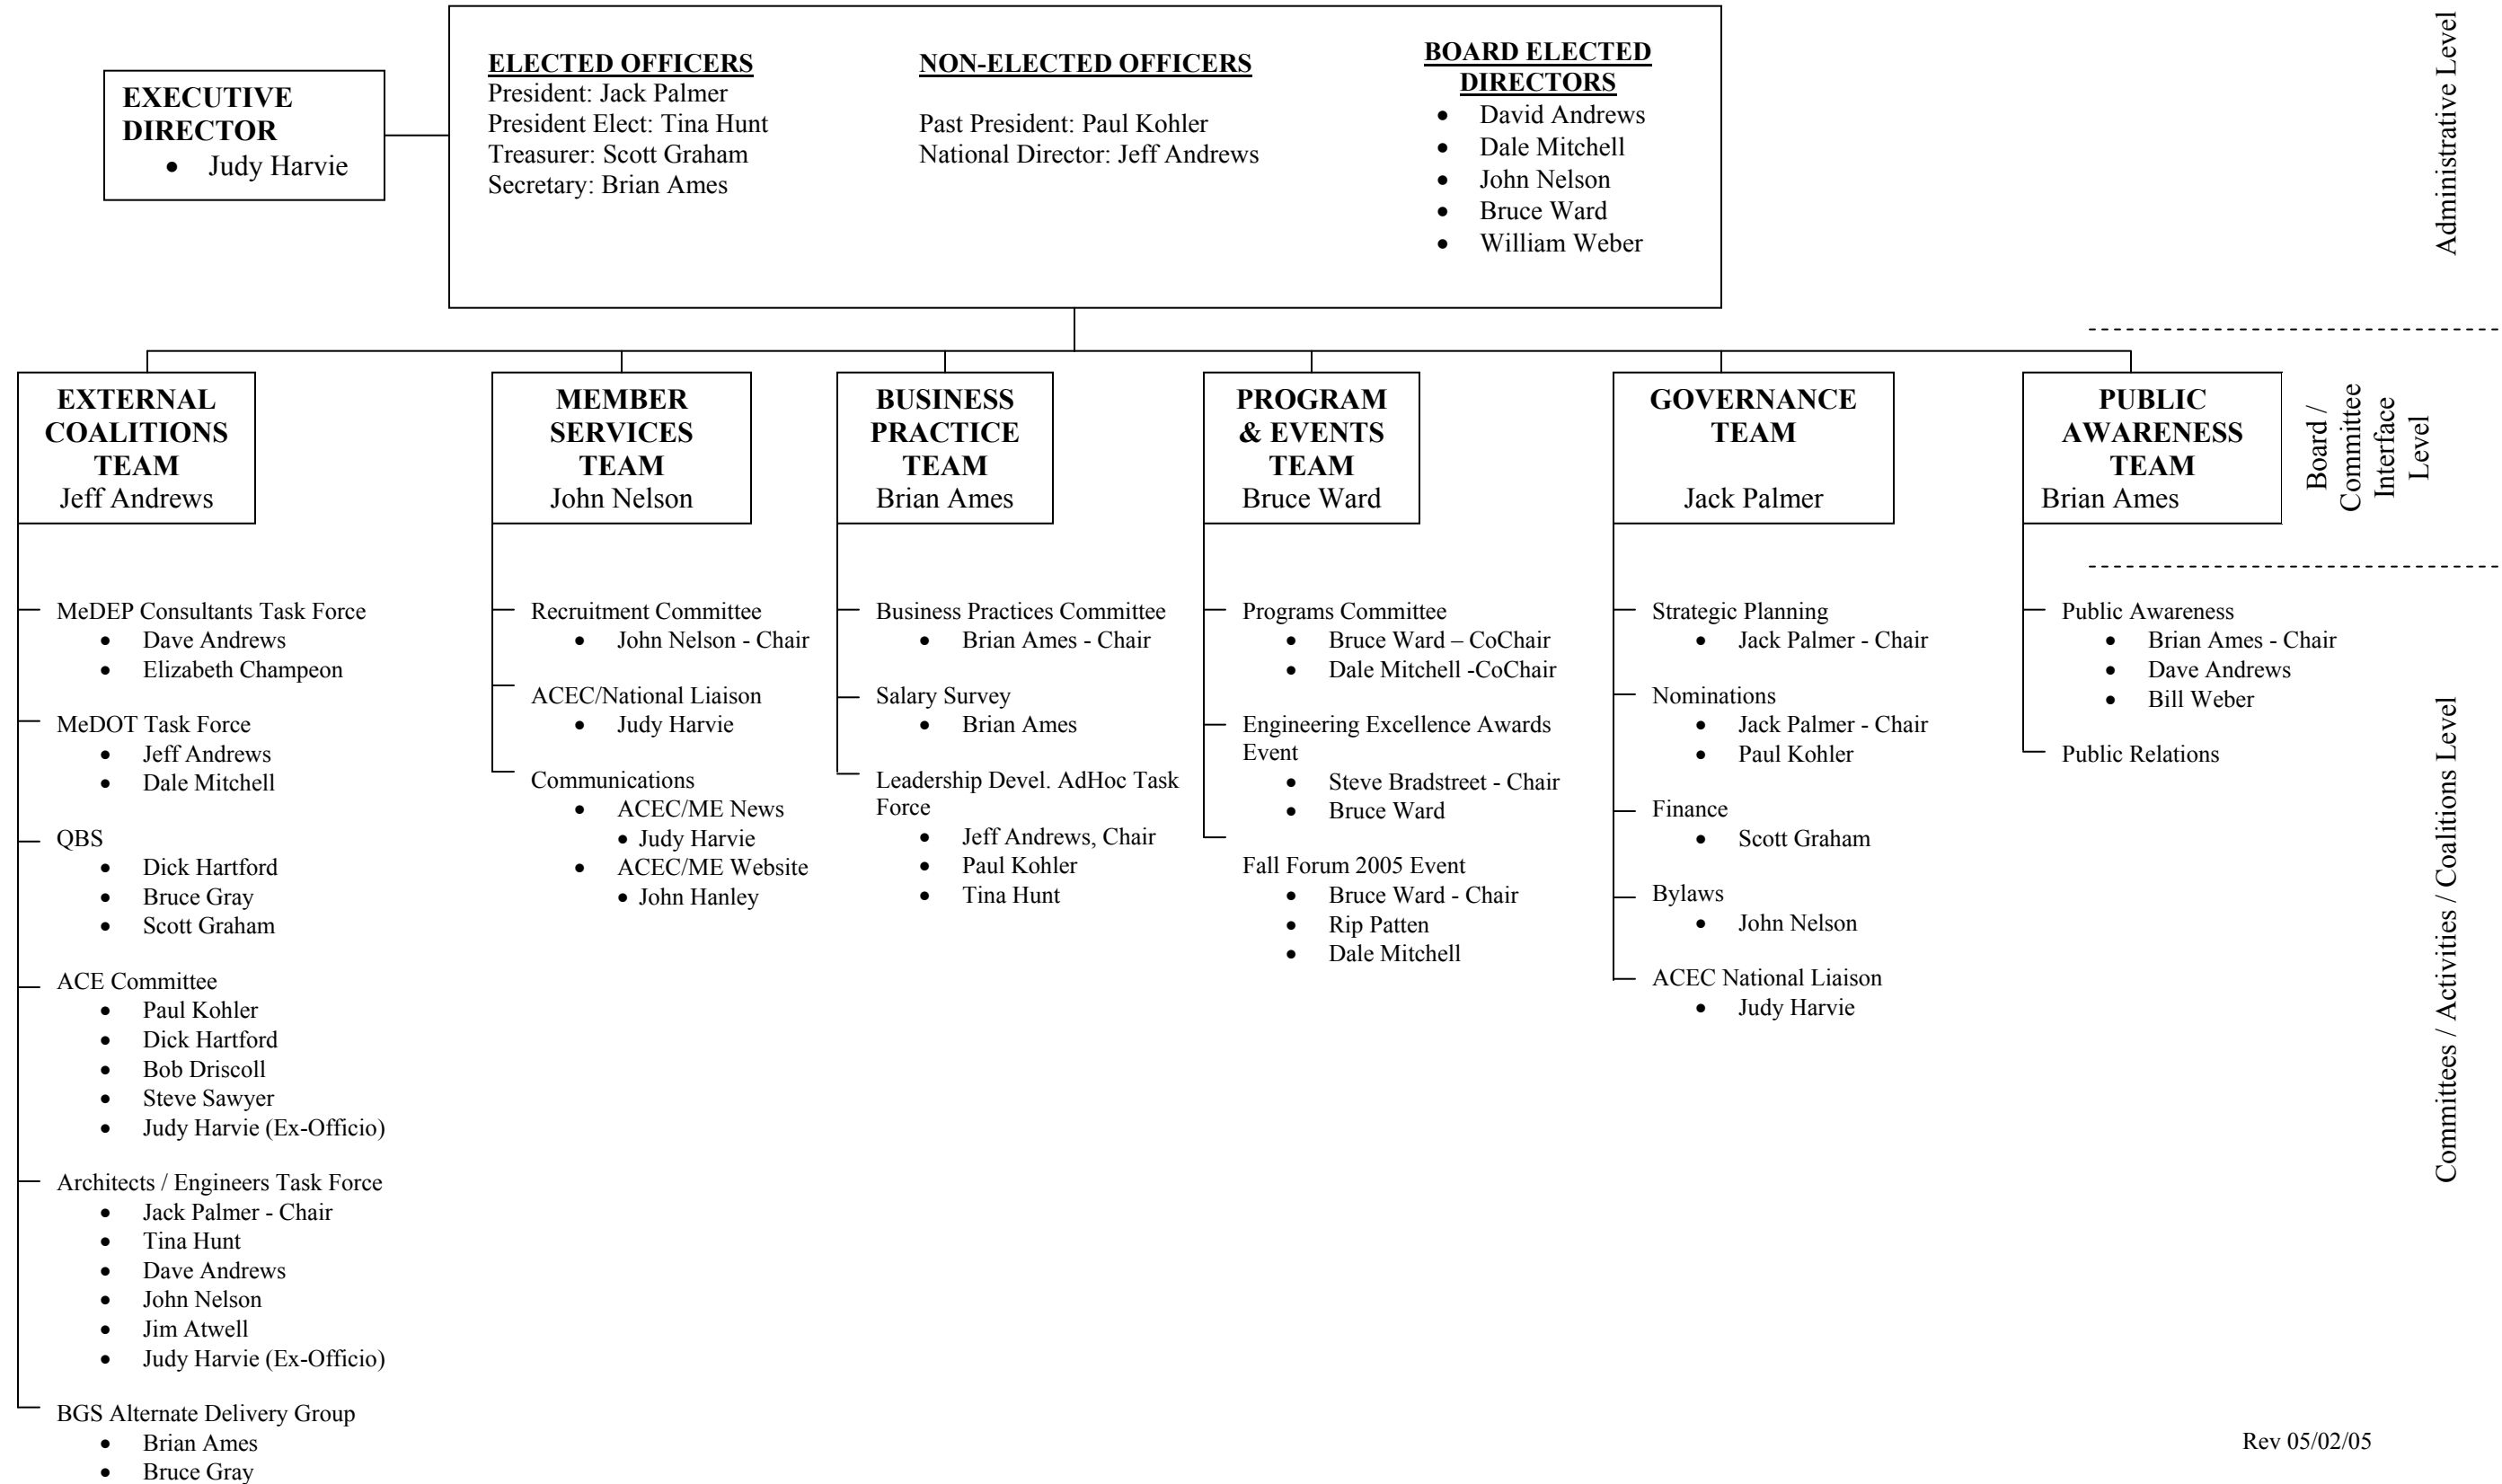 EXECUTIVE
DIRECTOR
• Judy Harvie
ELECTED OFFICERS
President: Jack Palmer
President Elect: Tina Hunt
Treasurer: Scott Graham
Secretary: Brian Ames
NON-ELECTED OFFICERS
Past President: Paul Kohler
National Director: Jeff Andrews
BOARD ELECTED
DIRECTORS
• David Andrews
• Dale Mitchell
• John Nelson
• Bruce Ward
• William Weber
Administrative Level
EXTERNAL
COALITIONS
TEAM
Jeff Andrews
MEMBER
SERVICES
TEAM
John Nelson
BUSINESS
PRACTICE
TEAM
Brian Ames
PROGRAM
& EVENTS
TEAM
Bruce Ward
GOVERNANCE
TEAM
Jack Palmer
PUBLIC
AWARENESS
TEAM
Brian Ames
Board /
Committee
Interface
Level
MeDEP Consultants Task Force
• Dave Andrews
• Elizabeth Champeon
MeDOT Task Force
• Jeff Andrews
• Dale Mitchell
QBS
• Dick Hartford
• Bruce Gray
• Scott Graham
ACE Committee
• Paul Kohler
• Dick Hartford
• Bob Driscoll
• Steve Sawyer
• Judy Harvie (Ex-Officio)
Architects / Engineers Task Force
• Jack Palmer - Chair
• Tina Hunt
• Dave Andrews
• John Nelson
• Jim Atwell
• Judy Harvie (Ex-Officio)
BGS Alternate Delivery Group
• Brian Ames
• Bruce Gray
Recruitment Committee
• John Nelson - Chair
ACEC/National Liaison
• Judy Harvie
Communications
• ACEC/ME News
• Judy Harvie
• ACEC/ME Website
• John Hanley
Business Practices Committee
• Brian Ames - Chair
Salary Survey
• Brian Ames
Leadership Devel. AdHoc Task
Force
• Jeff Andrews, Chair
• Paul Kohler
• Tina Hunt
Programs Committee
• Bruce Ward – CoChair
• Dale Mitchell -CoChair
Engineering Excellence Awards
Event
• Steve Bradstreet - Chair
• Bruce Ward
Fall Forum 2005 Event
• Bruce Ward - Chair
• Rip Patten
• Dale Mitchell
Strategic Planning
• Jack Palmer - Chair
Nominations
• Jack Palmer - Chair
• Paul Kohler
Finance
• Scott Graham
Bylaws
• John Nelson
ACEC National Liaison
• Judy Harvie
Public Awareness
• Brian Ames - Chair
• Dave Andrews
• Bill Weber
Public Relations
Committees / Activities / Coalitions Level
Rev 05/02/05